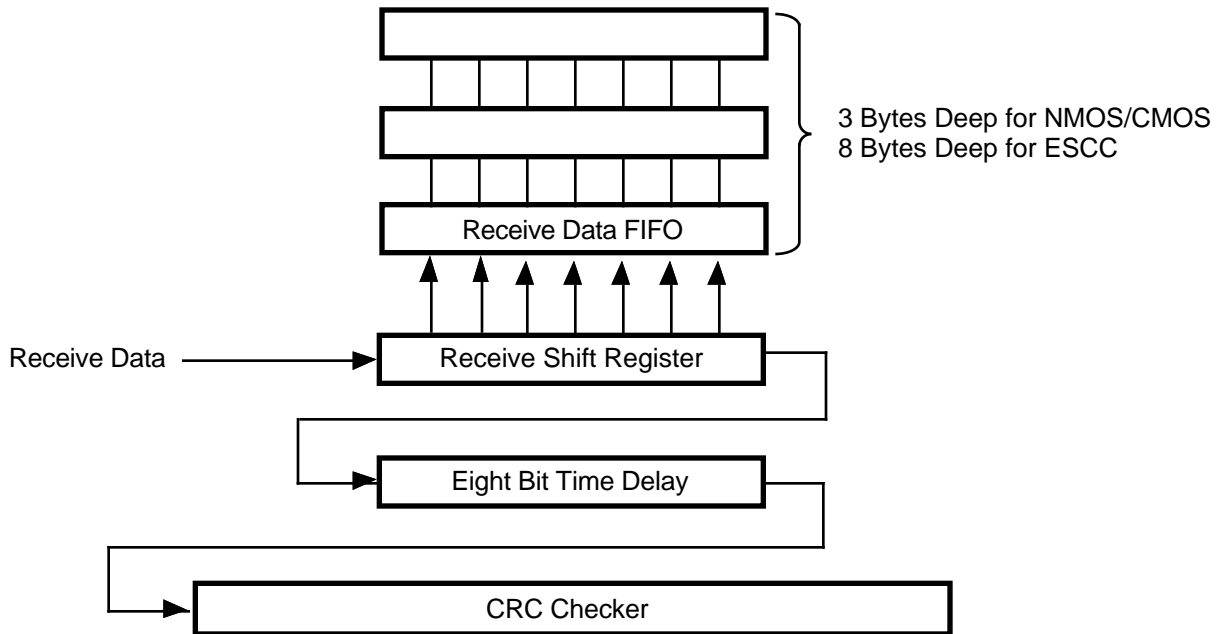 3 Bytes Deep for NMOS/CMOS
8 Bytes Deep for ESCC
Receive Data FIFO
Receive Data
Receive Shift Register
Eight Bit Time Delay
CRC Checker